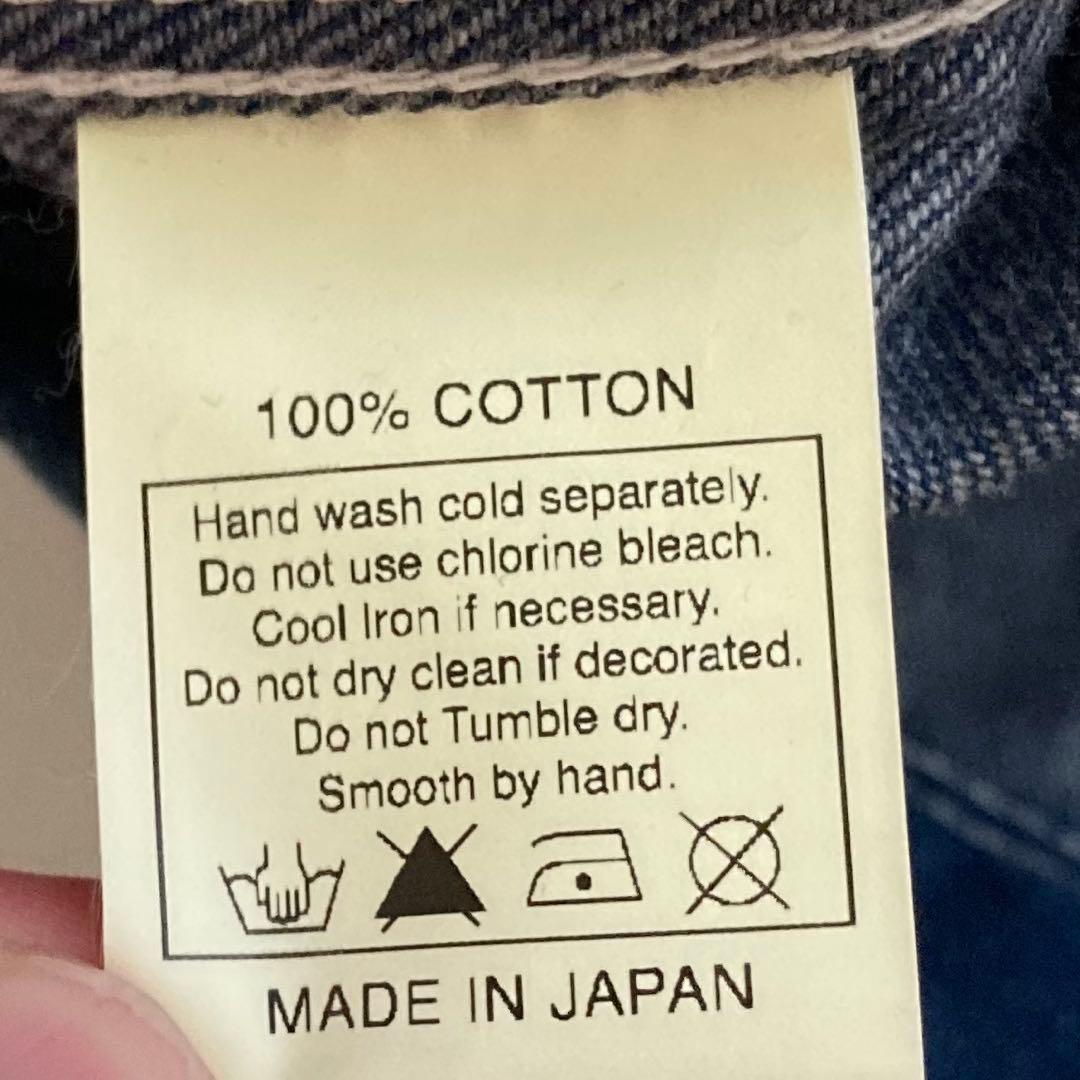 100% COTTON
Hand wash cold separately.
Do not use chlorine bleach.
Cool Iron if necessary.
Do not dry clean if decorated.
Do not Tumble dry.
Smooth by hand.
MADE IN JAPAN